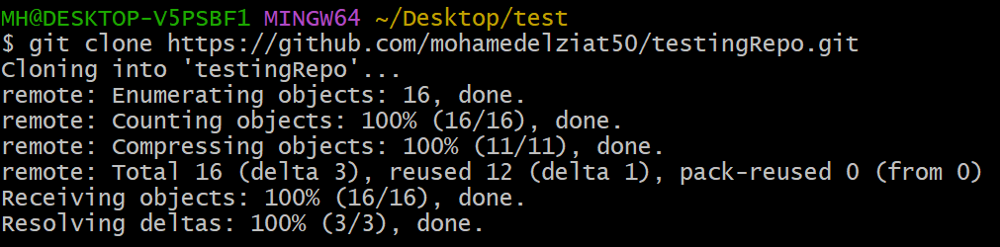 MH@DESKTOP-V5PSBF1 MINGW64 ~/Desktop/test
$ git clone https://github.com/mohamedelziat50/testingRepo.git
Cloning into 'testingRepo'...
remote: Enumerating objects: 16, done.
remote: Counting objects: 100% (16/16), done.
remote: Compressing objects: 100% (11/11), done.
remote: Total 16 (delta 3), reused 12 (delta 1), pack-reused 0 (from 0)
Receiving objects: 100% (16/16), done.
Resolving deltas: 100% (3/3), done.